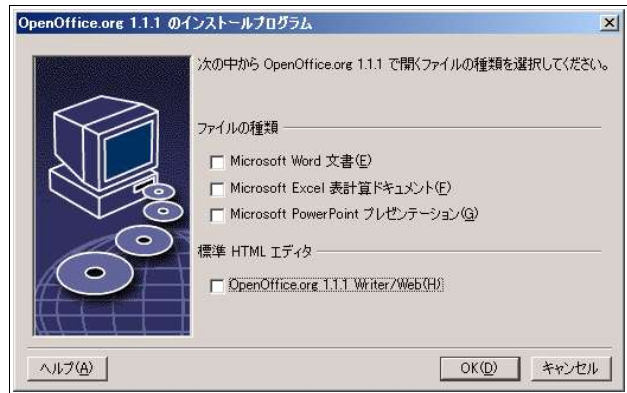 OpenOffice.org 1.1.1 のインストールプログラム
次の中から OpenOffice.org 1.1.1 で開くファイルの種類を選択してください。
ファイルの種類
Microsoft Word 文書(E)
Microsoft Excel 表計算ドキュメント(F)
Microsoft PowerPoint プレゼンテーション(G)
標準 HTML エディタ
OpenOffice.org 1.1.1 Writer/Web(H)
ヘルプ(A)
OK(D)
キャンセル